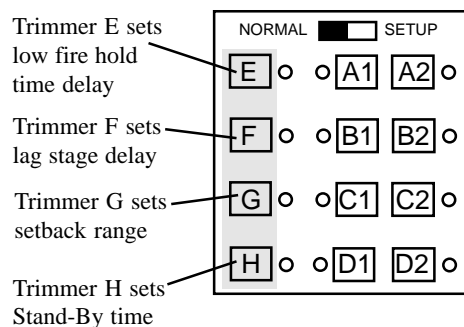 Trimmer E sets
low fire hold
time delay
Trimmer F sets
lag stage delay
Trimmer G sets
setback range
Trimmer H sets
Stand-By time
NORMAL SETUP
E A1 A2
F B1 B2
G C1 C2
H D1 D2